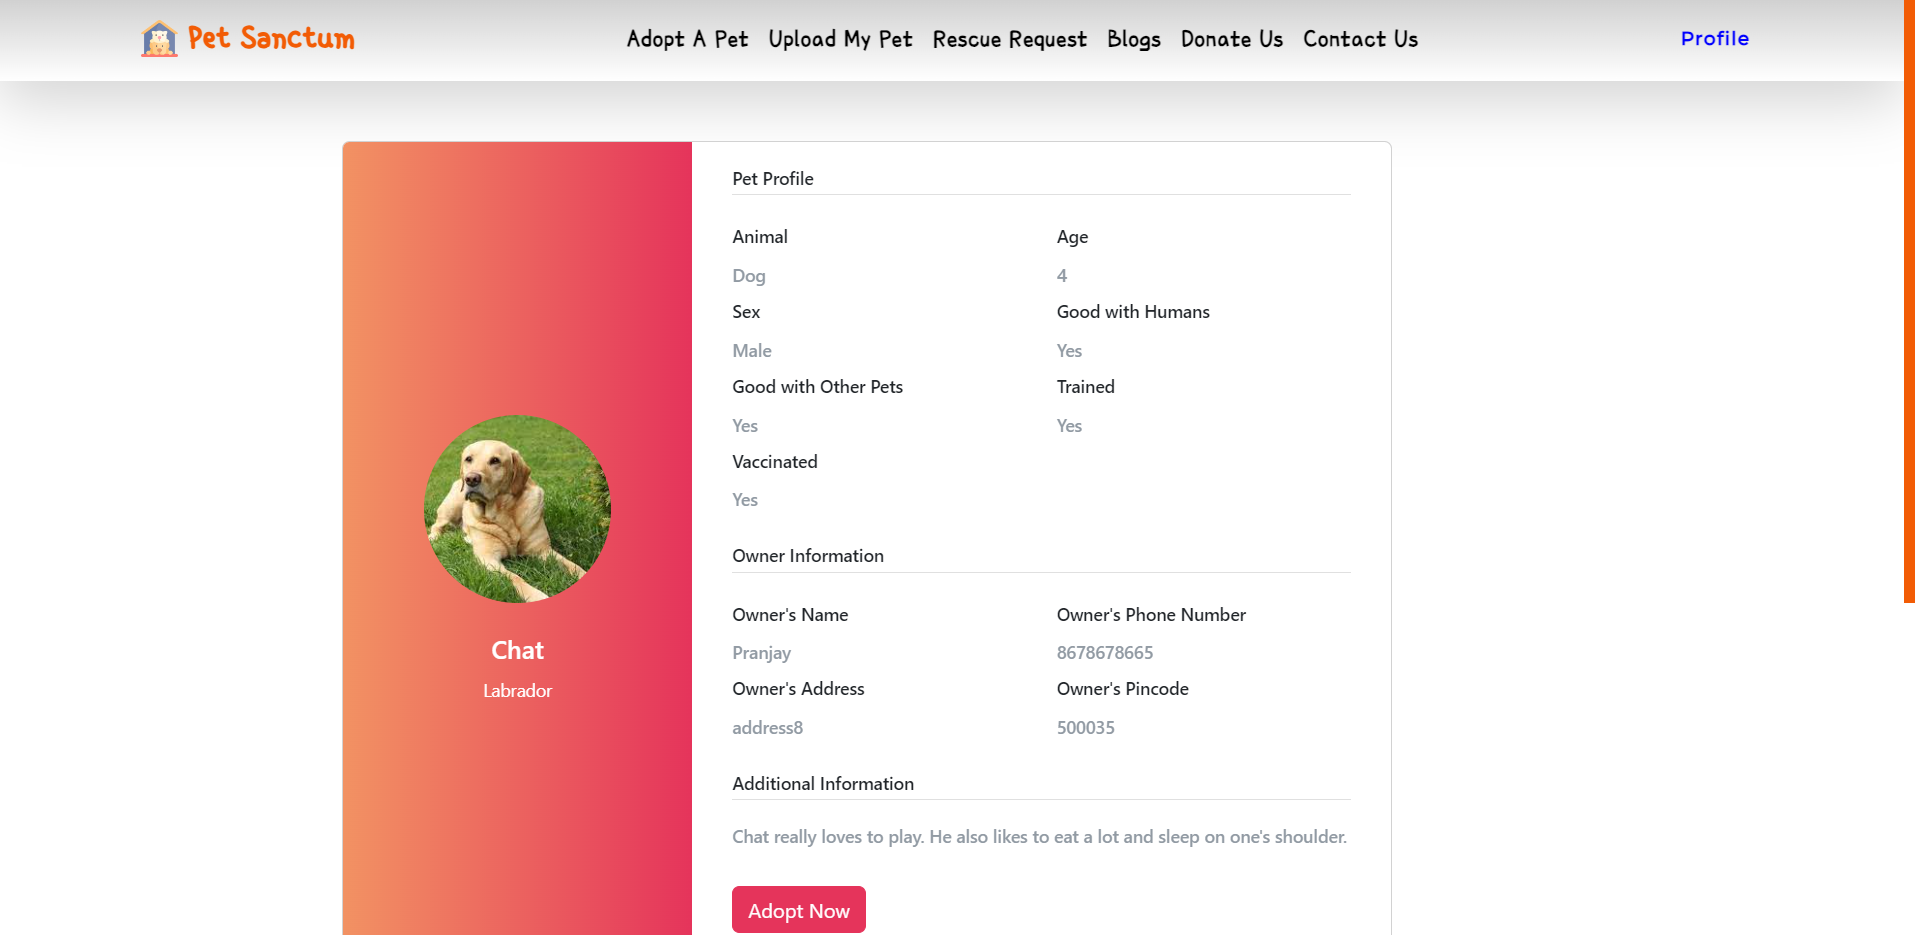 Pet Sanctum
Adopt A Pet Upload My Pet Rescue Request Blogs Donate Us Contact Us
Profile
Chat
Labrador
Pet Profile
Animal Age
Dog 4
Sex Good with Humans
Male Yes
Good with Other Pets Trained
Yes Yes
Vaccinated
Yes
Owner Information
Owner's Name Owner's Phone Number
Pranjay 8678678665
Owner's Address Owner's Pincode
address8 500035
Additional Information
Chat really loves to play. He also likes to eat a lot and sleep on one's shoulder.
Adopt Now